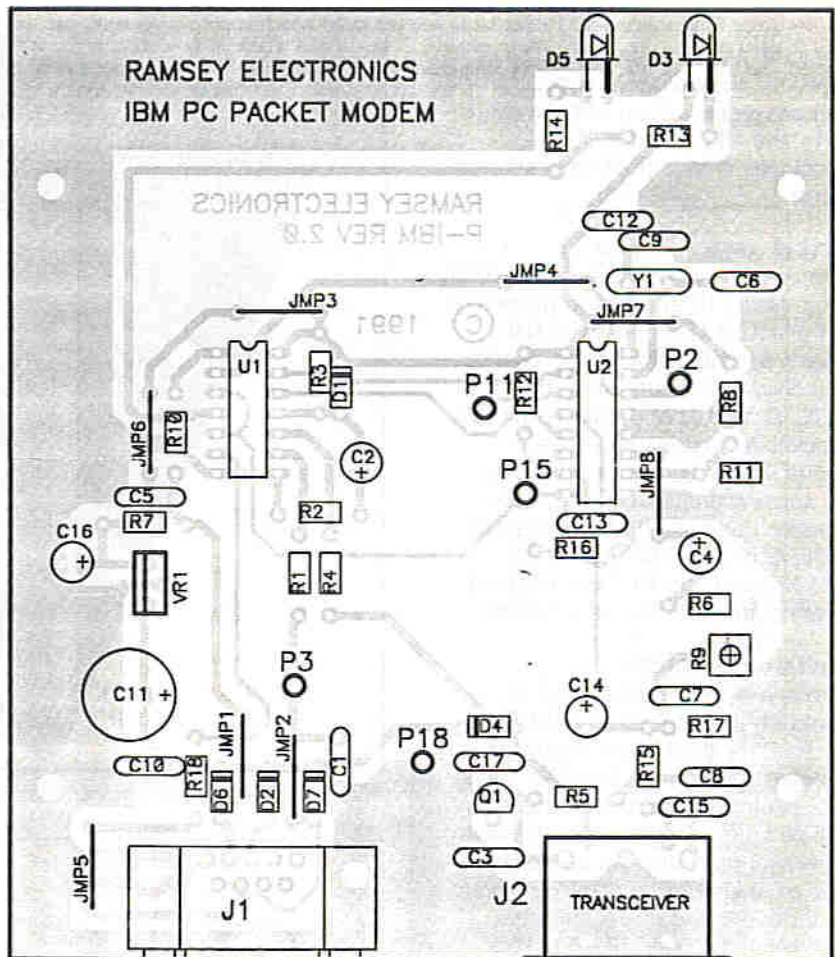 D5
D3
RAMSEY ELECTRONICS
IBM PC PACKET MODEM
R14
R13
RAMSEY ELECTRONICS
P-IBM REV 2.0
C12
C9
JMP4
Y1
C6
JMP3
JMP7
© 1991
U1
U2
R3
D1
P11
R12
P2
R8
JMP6
R10
C2
+
P15
JMP8
R11
C5
R2
C13
C16
+
R7
R16
+
C4
VR1
R1
R4
R6
R9
P3
C11
+
C14
+
C7
JMP1
JMP2
P18
D4
R17
C10
R18
C1
C17
R15
C8
D6
D2
D7
Q1
R5
C15
JMP5
C3
J1
J2
TRANSCEIVER